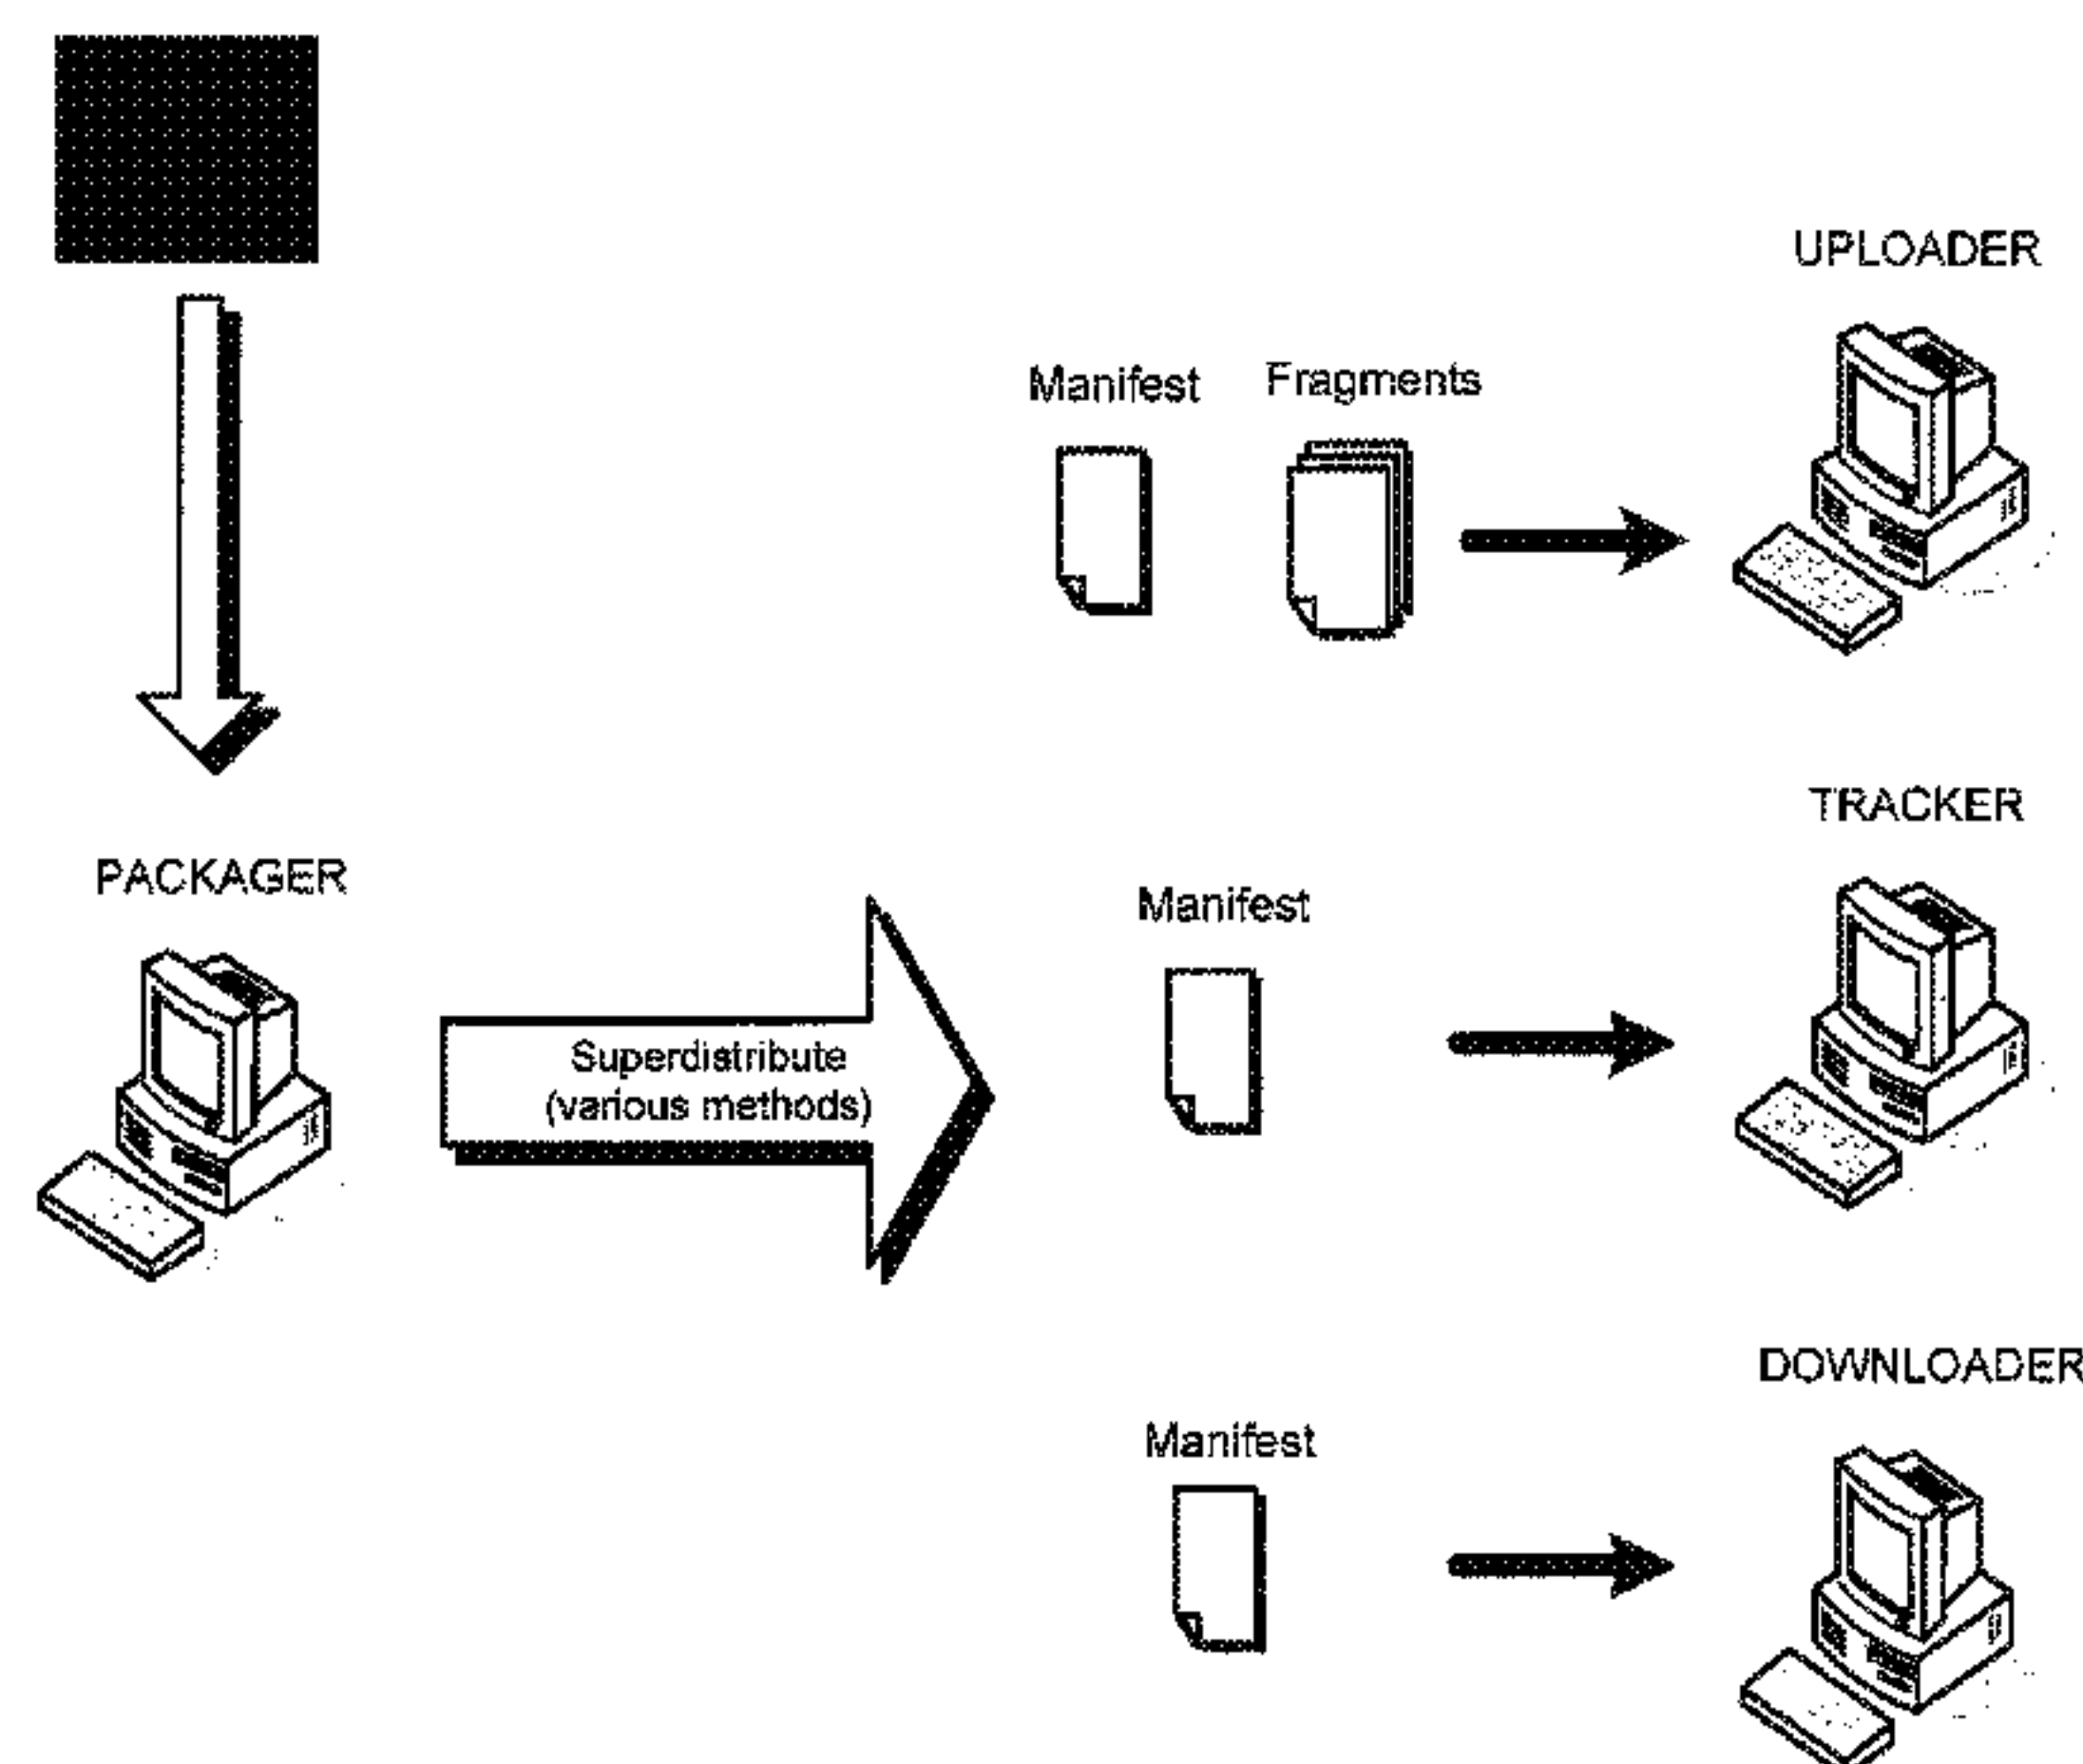 UPLOADER
Manifest
Fragments
TRACKER
PACKAGER
Manifest
Superdistribute
(various methods)
DOWNLOADER
Manifest